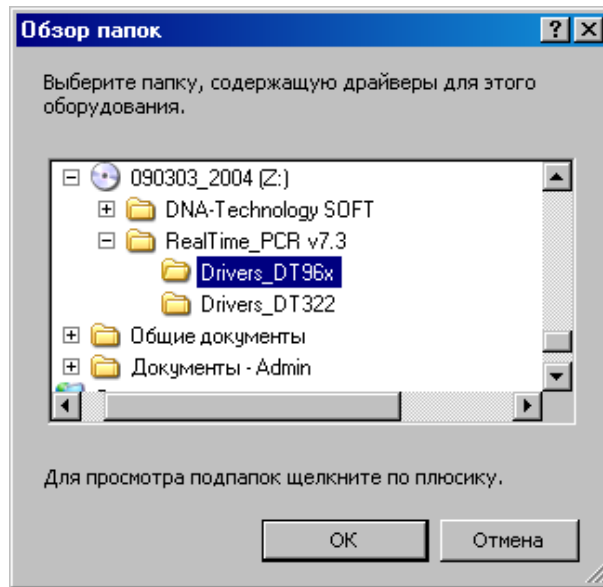 Обзор папок
Выберите папку, содержащую драйверы для этого
оборудования.
090303_2004 (Z:)
DNA-Technology SOFT
RealTime_PCR v7.3
Drivers_DT96x
Drivers_DT322
Общие документы
Документы - Admin
Для просмотра подпапок щелкните по плюсику.
ОК
Отмена